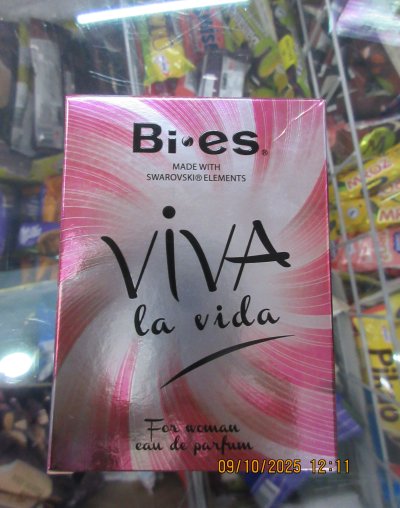 Bi·es®
MADE WITH
SWAROVSKI® ELEMENTS
ViVA
la vida
For woman
eau de parfum
09/10/2025 12:11